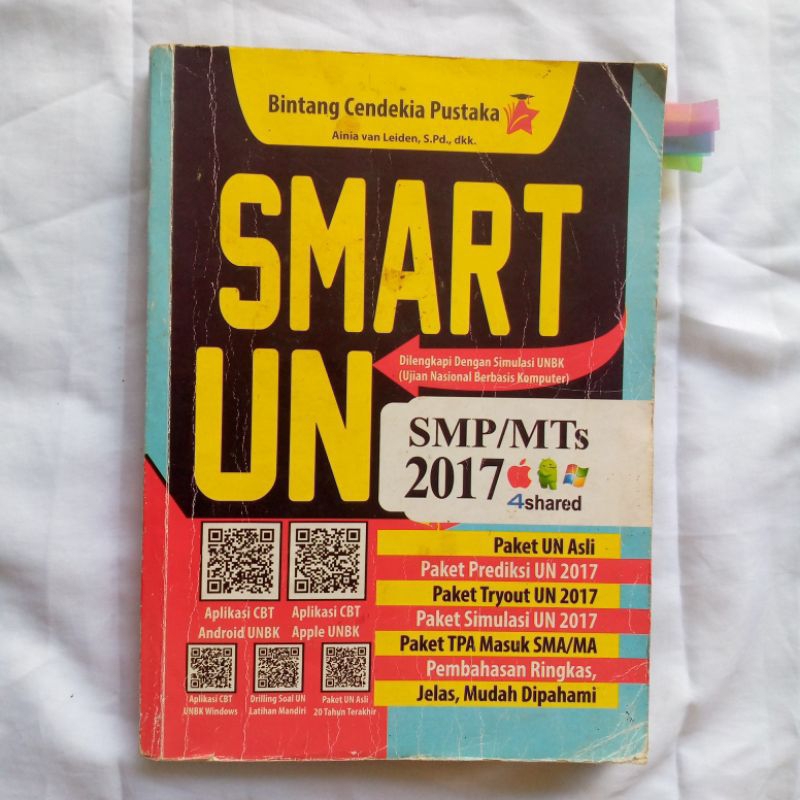 Bintang Cendekia Pustaka
Ainia van Leiden, S.Pd., dkk.
SMART
UN
Dilengkapi Dengan Simulasi UNBK
(Ujian Nasional Berbasis Komputer)
SMP/MTs
2017
4shared
Paket UN Asli
Paket Prediksi UN 2017
Paket Tryout UN 2017
Paket Simulasi UN 2017
Paket TPA Masuk SMA/MA
Pembahasan Ringkas,
Jelas, Mudah Dipahami
Aplikasi CBT
Android UNBK
Aplikasi CBT
Apple UNBK
Aplikasi CBT
UNBK Windows
Drilling Soal UN
Latihan Mandiri
Paket UN Asli
20 Tahun Terakhir